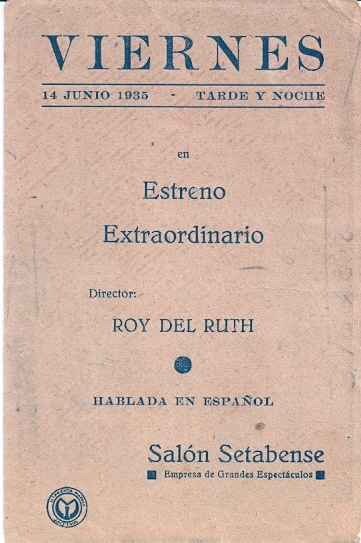 VIERNES
14 JUNIO 1935 - TARDE Y NOCHE
en
Estreno
Extraordinario
Director:
ROY DEL RUTH
HABLADA EN ESPAÑOL
Salón Setabense
Empresa de Grandes Espectáculos